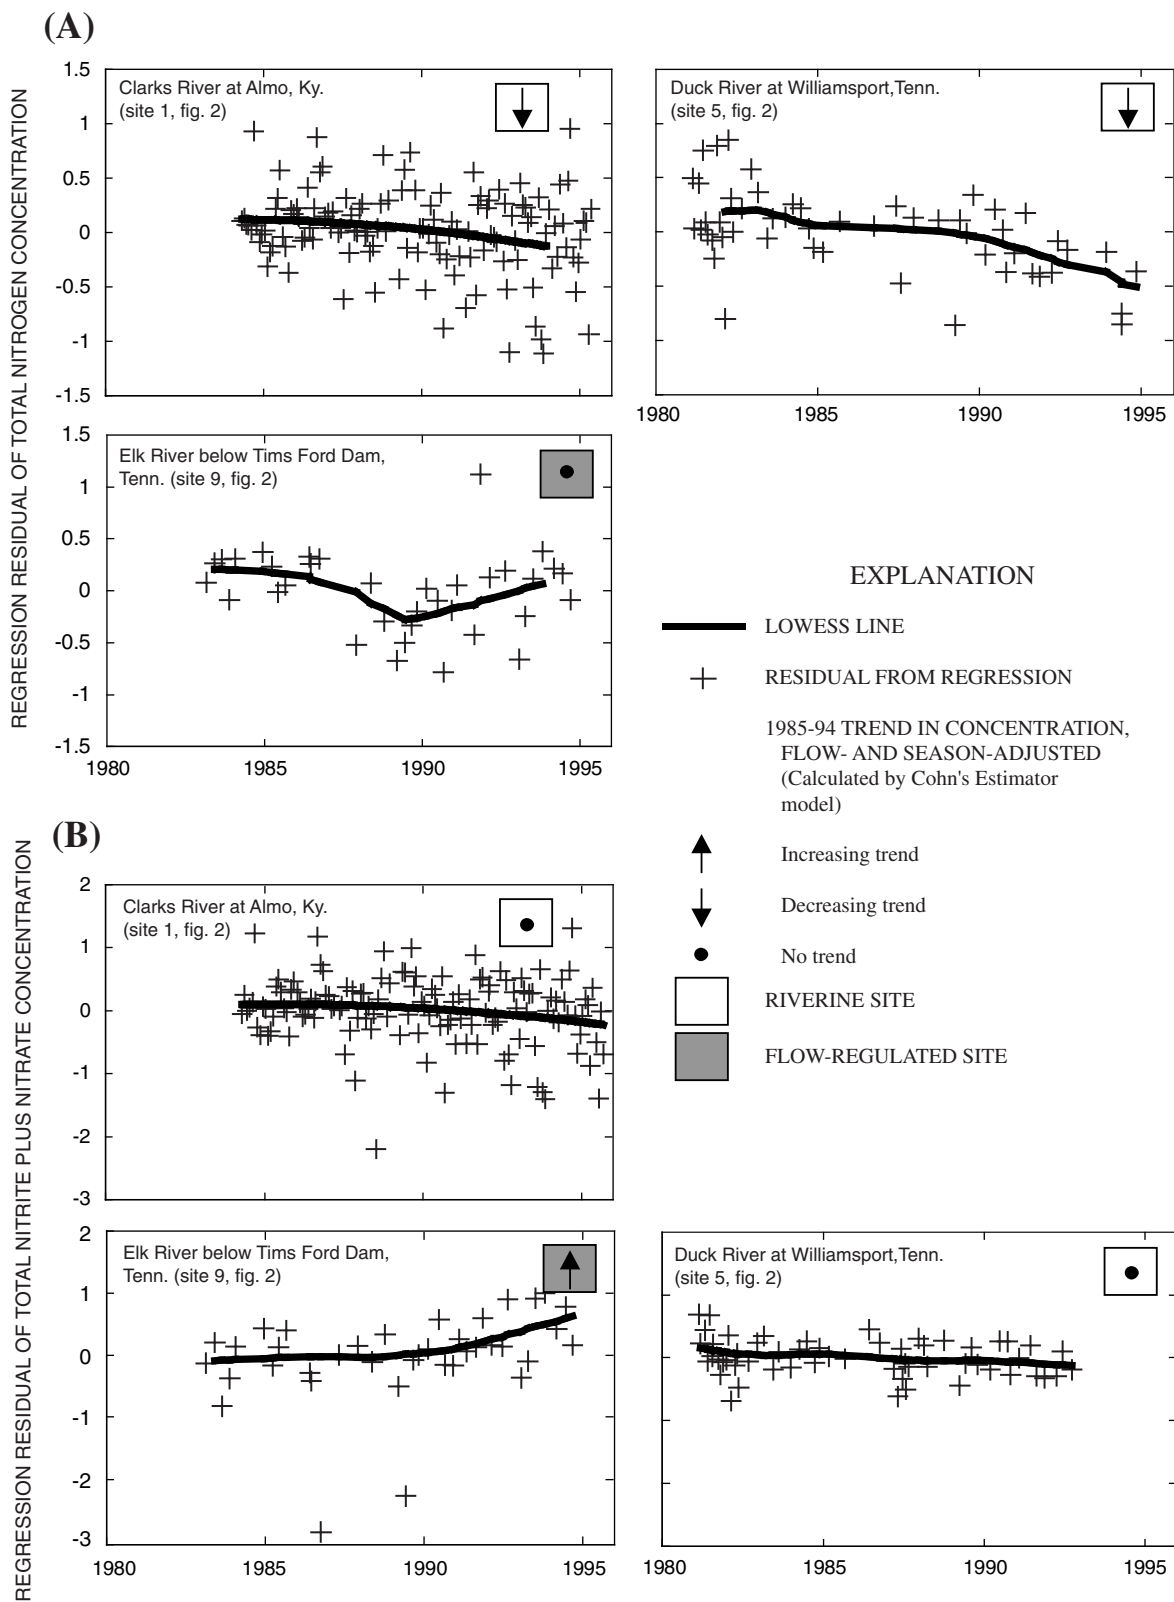 (A)
REGRESSION RESIDUAL OF TOTAL NITROGEN CONCENTRATION
1.5
1
0.5
0
-0.5
-1
-1.5
Clarks River at Almo, Ky.
(site 1, fig. 2)
1980
1985
1990
1995
Duck River at Williamsport,Tenn.
(site 5, fig. 2)
1980
1985
1990
1995
1.5
1
0.5
0
-0.5
-1
-1.5
Elk River below Tims Ford Dam,
Tenn. (site 9, fig. 2)
1980
1985
1990
1995
EXPLANATION
LOWESS LINE
RESIDUAL FROM REGRESSION
1985-94 TREND IN CONCENTRATION,
FLOW- AND SEASON-ADJUSTED
(Calculated by Cohn's Estimator
model)
Increasing trend
Decreasing trend
No trend
RIVERINE SITE
FLOW-REGULATED SITE
(B)
REGRESSION RESIDUAL OF TOTAL NITRITE PLUS NITRATE CONCENTRATION
2
1
0
-1
-2
-3
Clarks River at Almo, Ky.
(site 1, fig. 2)
2
1
0
-1
-2
-3
Elk River below Tims Ford Dam,
Tenn. (site 9, fig. 2)
1980
1985
1990
1995
Duck River at Williamsport,Tenn.
(site 5, fig. 2)
1980
1985
1990
1995